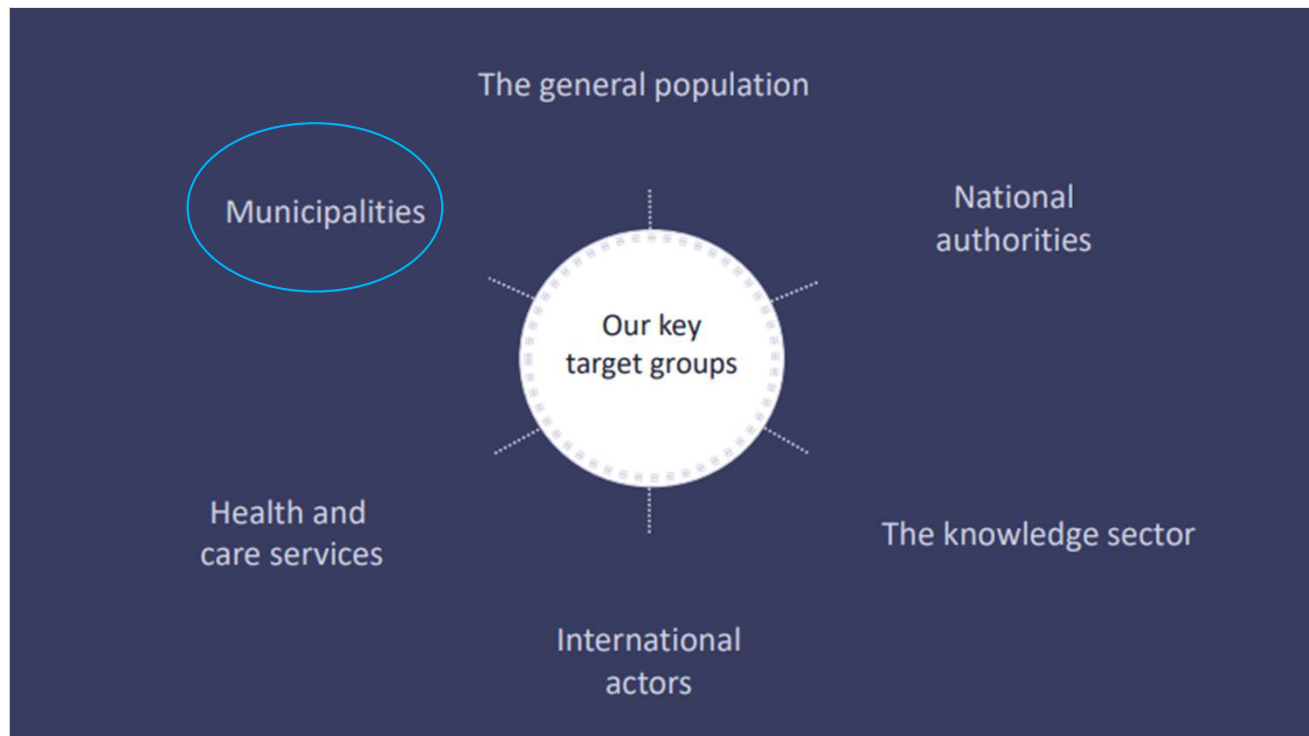 The general population
Municipalities
National
authorities
Our key
target groups
Health and
care services
The knowledge sector
International
actors